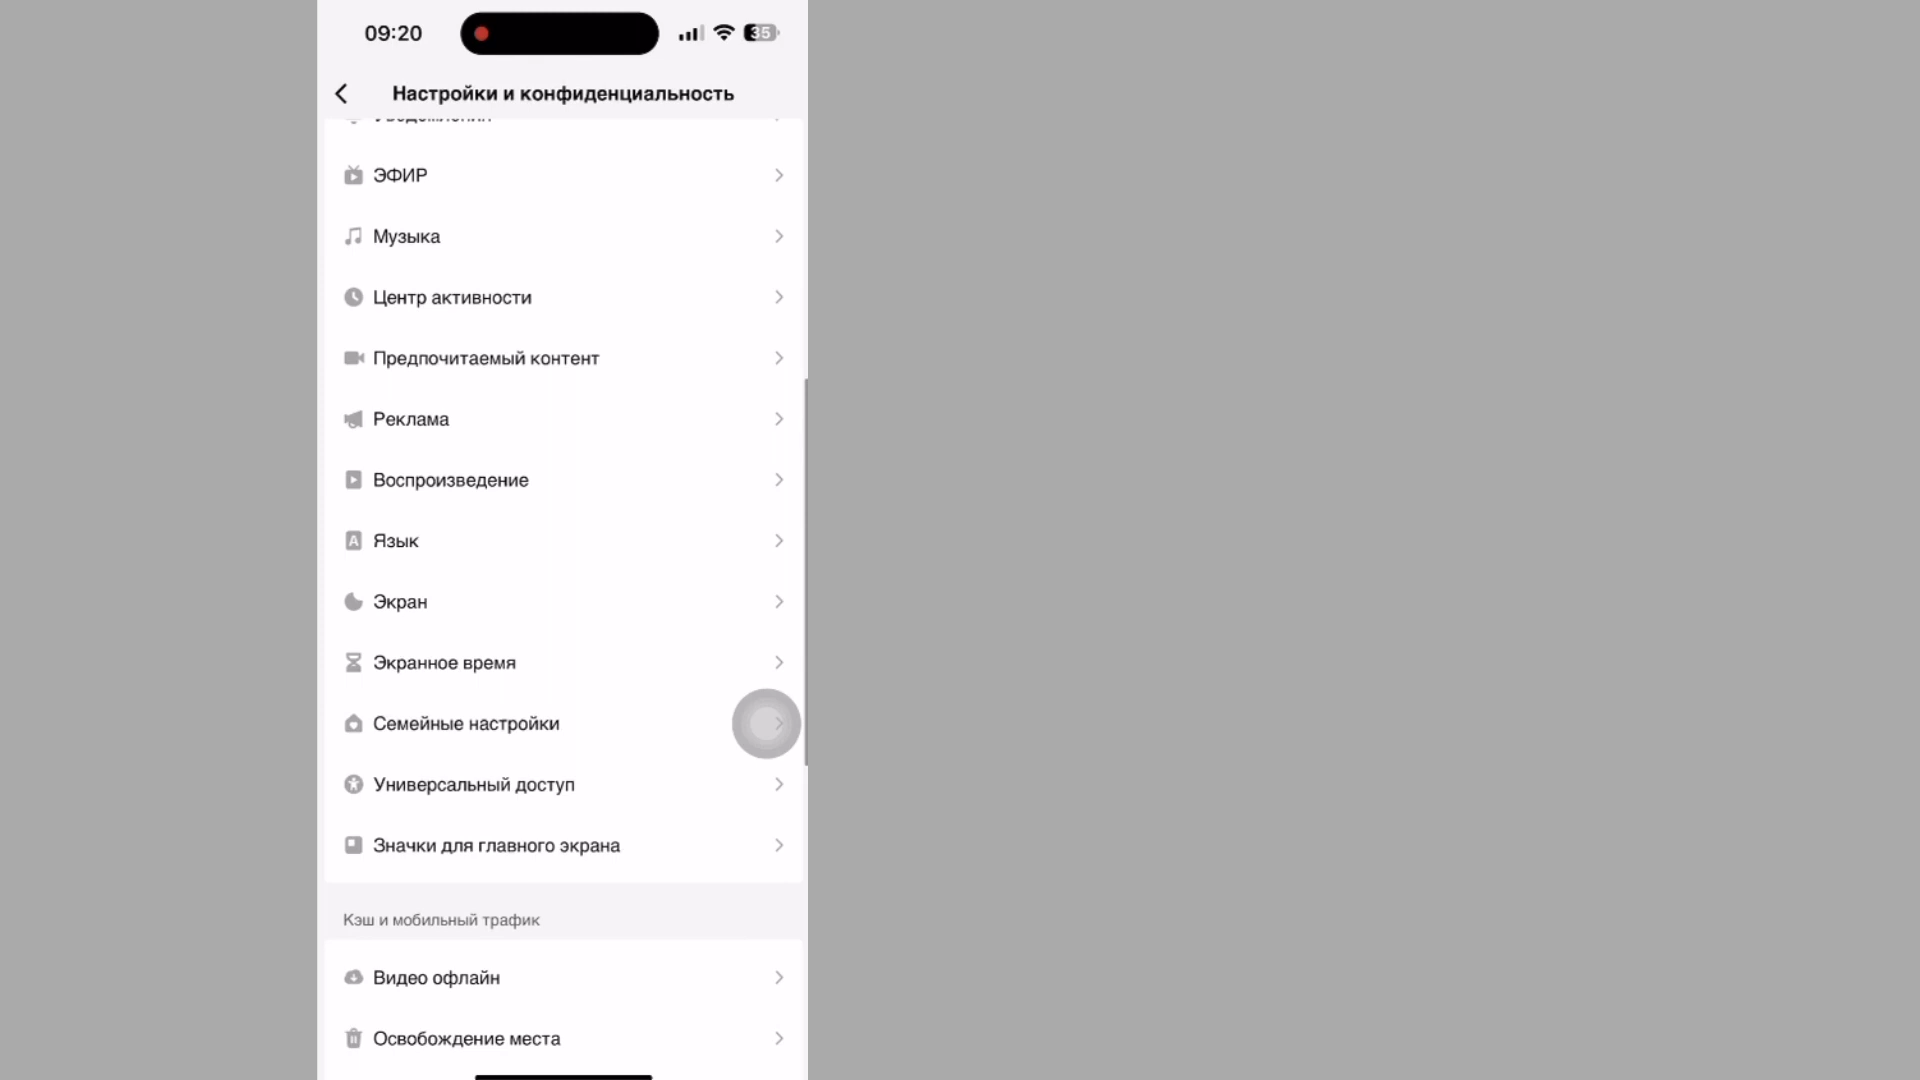 09:20
35
Настройки и конфиденциальность
ЭФИР
Музыка
Центр активности
Предпочитаемый контент
Реклама
Воспроизведение
A Язык
Экран
Экранное время
Семейные настройки
Универсальный доступ
Значки для главного экрана
Кэш и мобильный трафик
Видео офлайн
Освобождение места